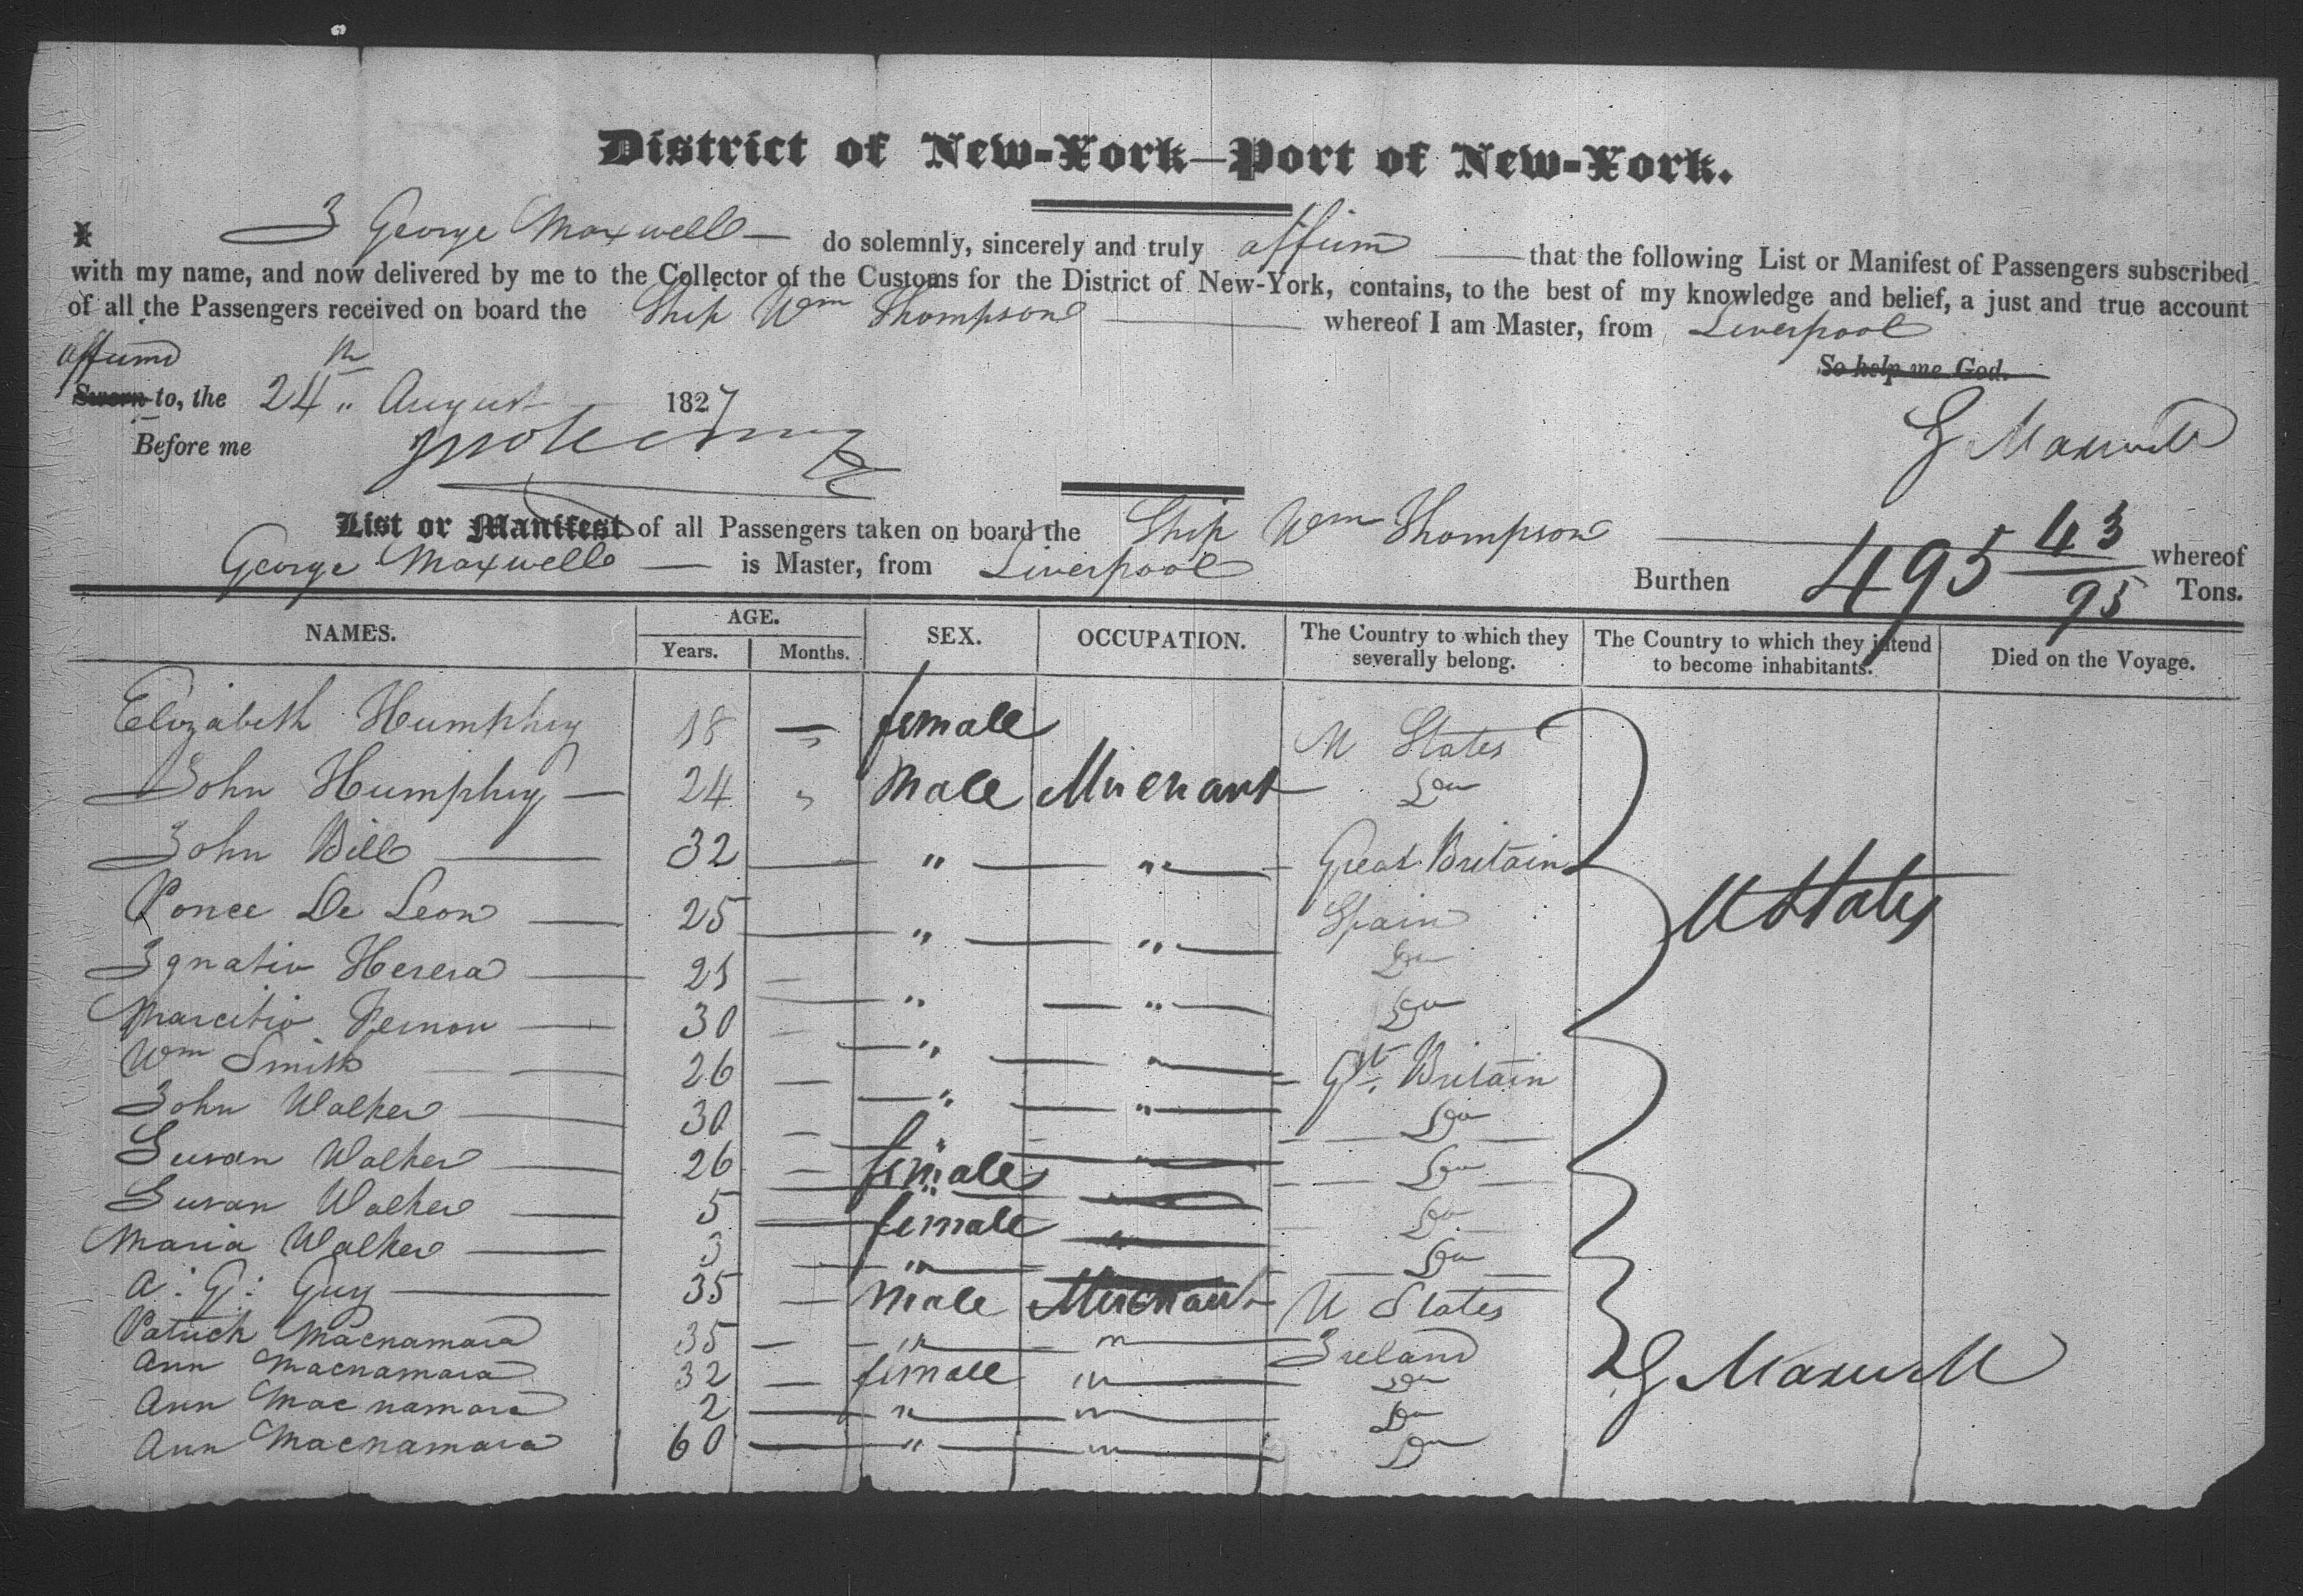 District of New-York—Port of New-York.
I I George Maxwell — do solemnly, sincerely and truly affirm — that the following List or Manifest of Passengers subscribed
with my name, and now delivered by me to the Collector of the Customs for the District of New-York, contains, to the best of my knowledge and belief, a just and true account
of all the Passengers received on board the Ship Wm Thompson — whereof I am Master, from Liverpool
affirmd
So help me God.
Sworn to, the 24th August 1827
G Maxwell
Before me
List or Manifest of all Passengers taken on board the Ship Wm Thompson — whereof
George Maxwell — is Master, from Liverpool Burthen 495 43/95 Tons.
NAMES. AGE. SEX. OCCUPATION. The Country to which they severally belong. The Country to which they intend to become inhabitants. Died on the Voyage.
Years. Months.
Elizabeth Humphry 18 — " female U States
John Humphry — 24 " Male Merchant Do
John Bill — 32 — " — " — Great Britain
Ponce De Leon — 25 — " — " — Spain U States
Ignatio Herera — 21 — " — " — Do
Vernon — 30 — " — " — Do
Wm Smith — 26 — " — " — Gt. Britain
John Walker — 30 — " — " — Do
Susan Walker — 26 — female Do
Susan Walker — 5 — female " Do
Maria Walker — 3 — " — Do
A: G: Guy — 35 — Male Merchant U States
Patrick Macnamara 35 — " — " — Ireland
Ann Macnamara 32 — female " — Do G Maxwell
Ann Macnamara 2 — " — " — Do
Ann Macnamara 60 — " — " — Do